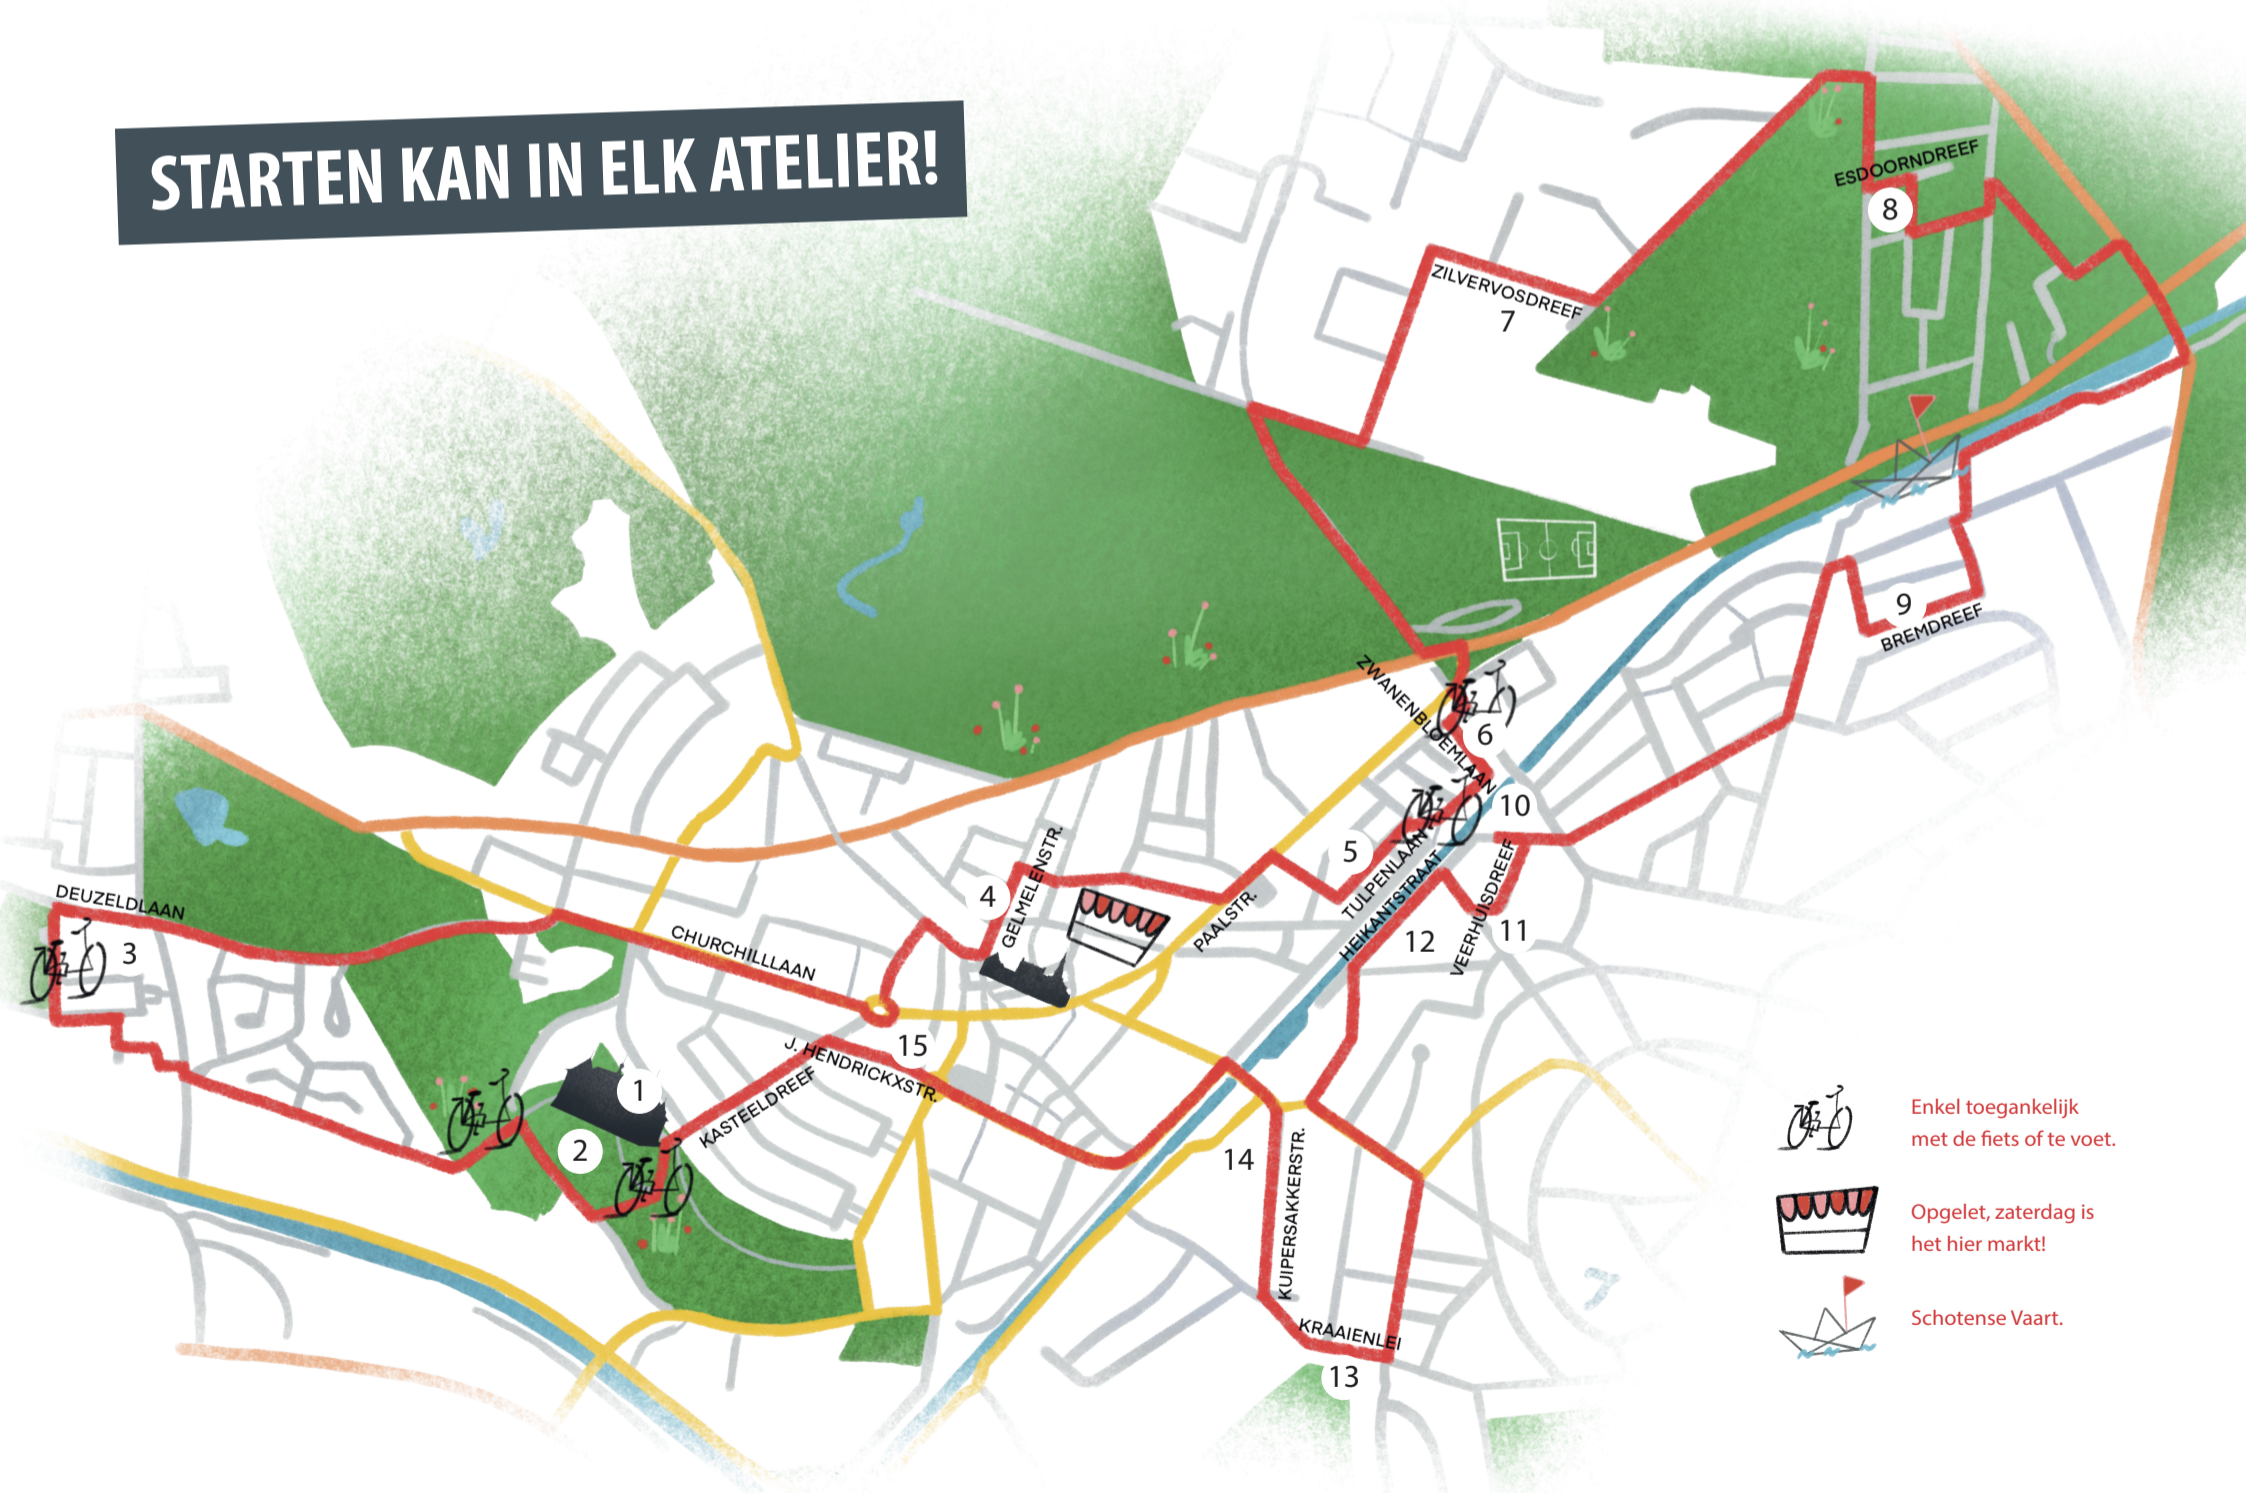 STARTEN KAN IN ELK ATELIER!
ESDOORNDREEF
8
ZILVERVOSDREEF
7
9
BREMDREEF
ZWANENBLOEMLAAN
6
10
5
TULPENLAAN
HEIKANTSTRAAT
VEERHUISDREEF
11
12
4
GELMELENSTR.
PAALSTR.
DEUZELDLAAN
3
CHURCHILLLAAN
15
J. HENDRICKXSTR.
1
KASTEELDREEF
2
14
KUIPERSAKKERSTR.
KRAAIENLEI
13
Enkel toegankelijk
met de fiets of te voet.
Opgelet, zaterdag is
het hier markt!
Schotense Vaart.